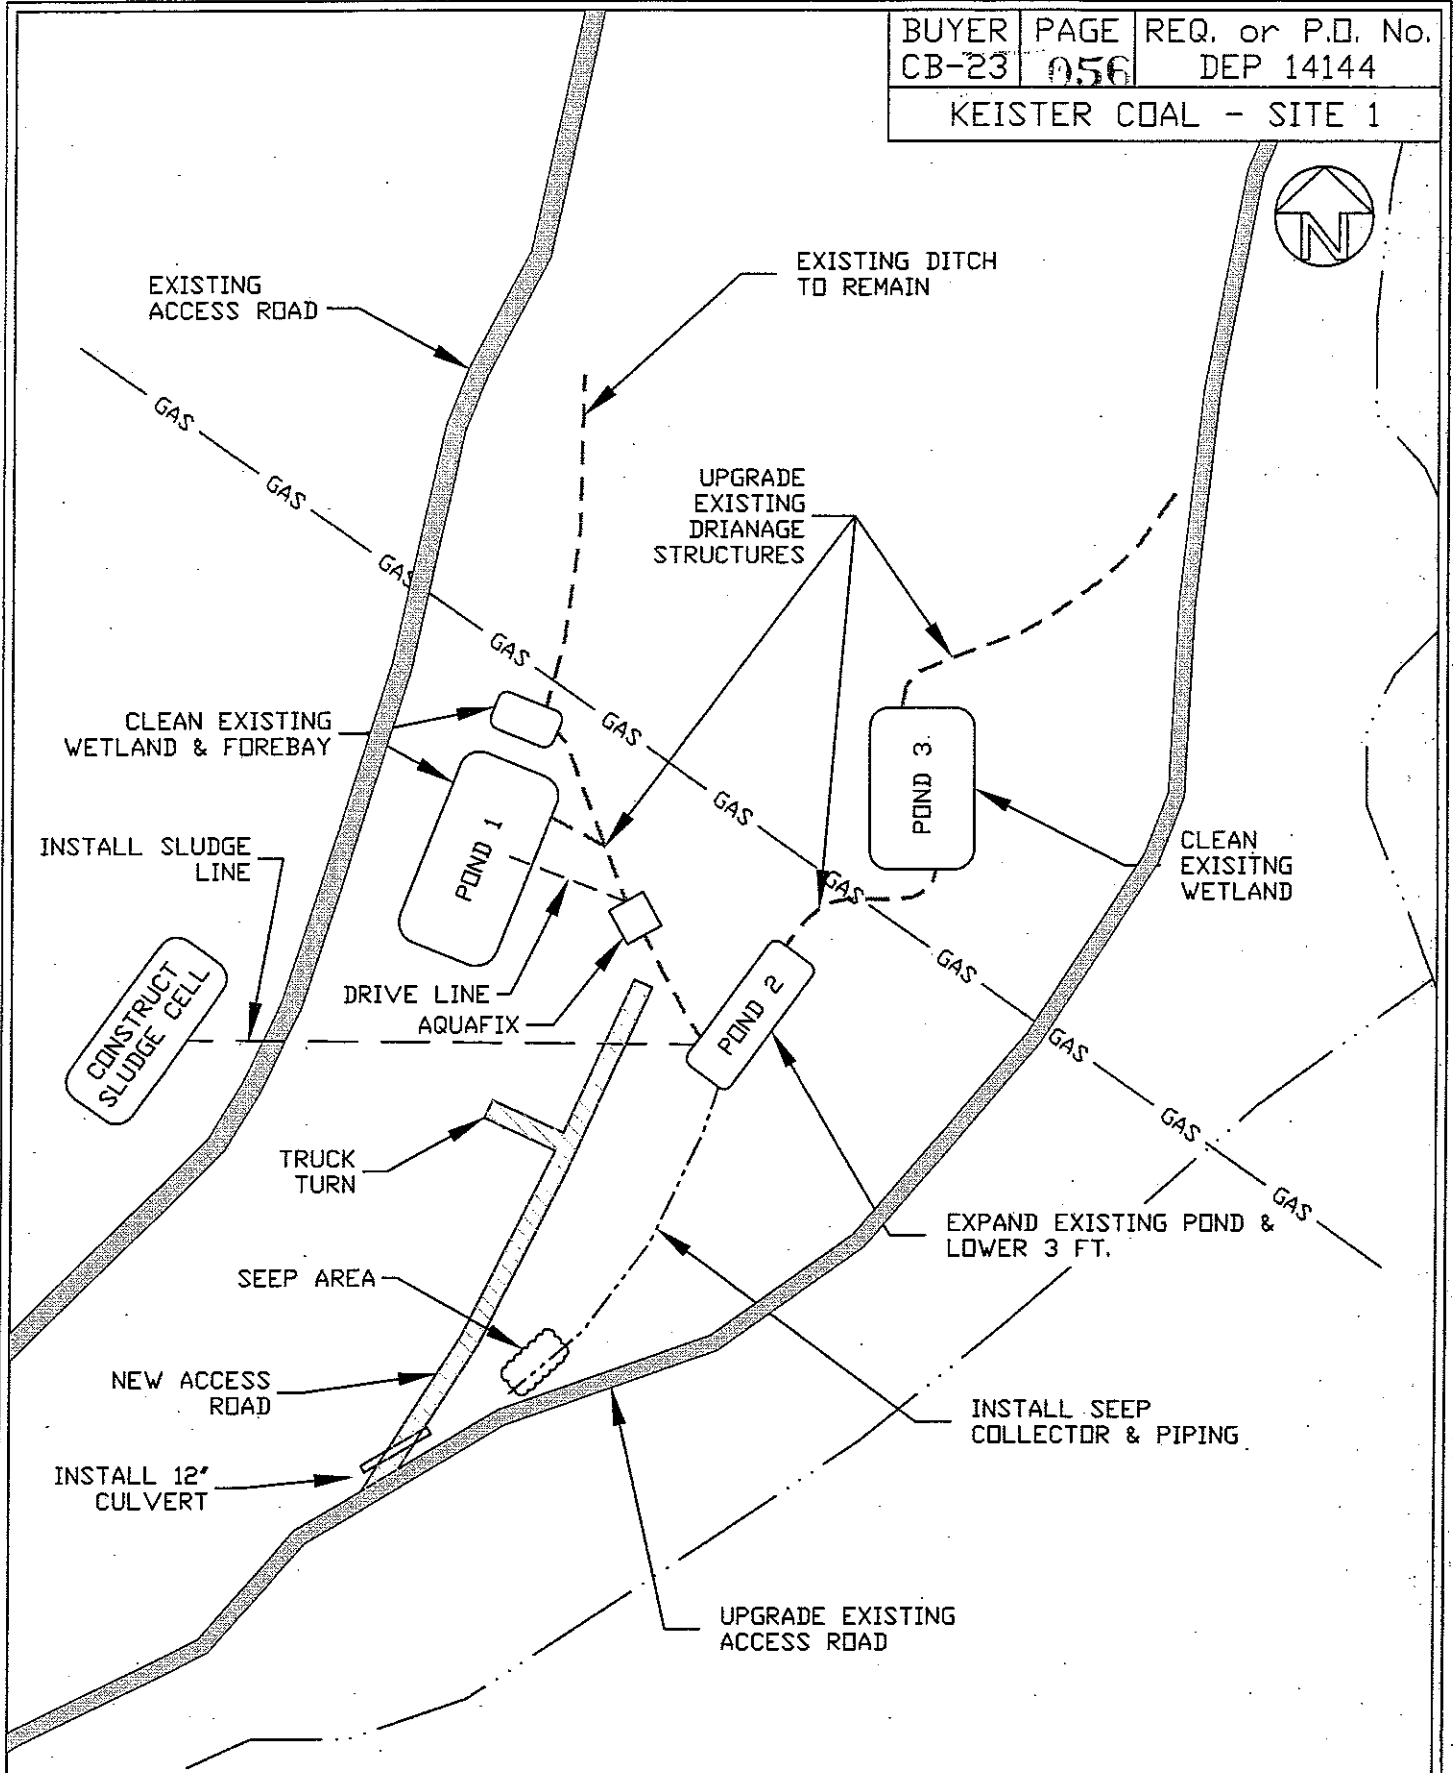 BUYER PAGE REQ. or P.O. No.
CB-23 056 DEP 14144
KEISTER COAL - SITE 1
N
EXISTING DITCH
TO REMAIN
EXISTING
ACCESS ROAD
GAS
GAS
GAS
GAS
GAS
GAS
GAS
GAS
GAS
GAS
GAS
UPGRADE
EXISTING
DRIANAGE
STRUCTURES
CLEAN EXISTING
WETLAND & FOREBAY
POND 3
POND 1
INSTALL SLUDGE
LINE
CLEAN
EXISITNG
WETLAND
CONSTRUCT
SLUDGE CELL
DRIVE LINE
AQUAFIX
POND 2
TRUCK
TURN
EXPAND EXISTING POND &
LOWER 3 FT.
SEEP AREA
NEW ACCESS
ROAD
INSTALL SEEP
COLLECTOR & PIPING
INSTALL 12"
CULVERT
UPGRADE EXISTING
ACCESS ROAD